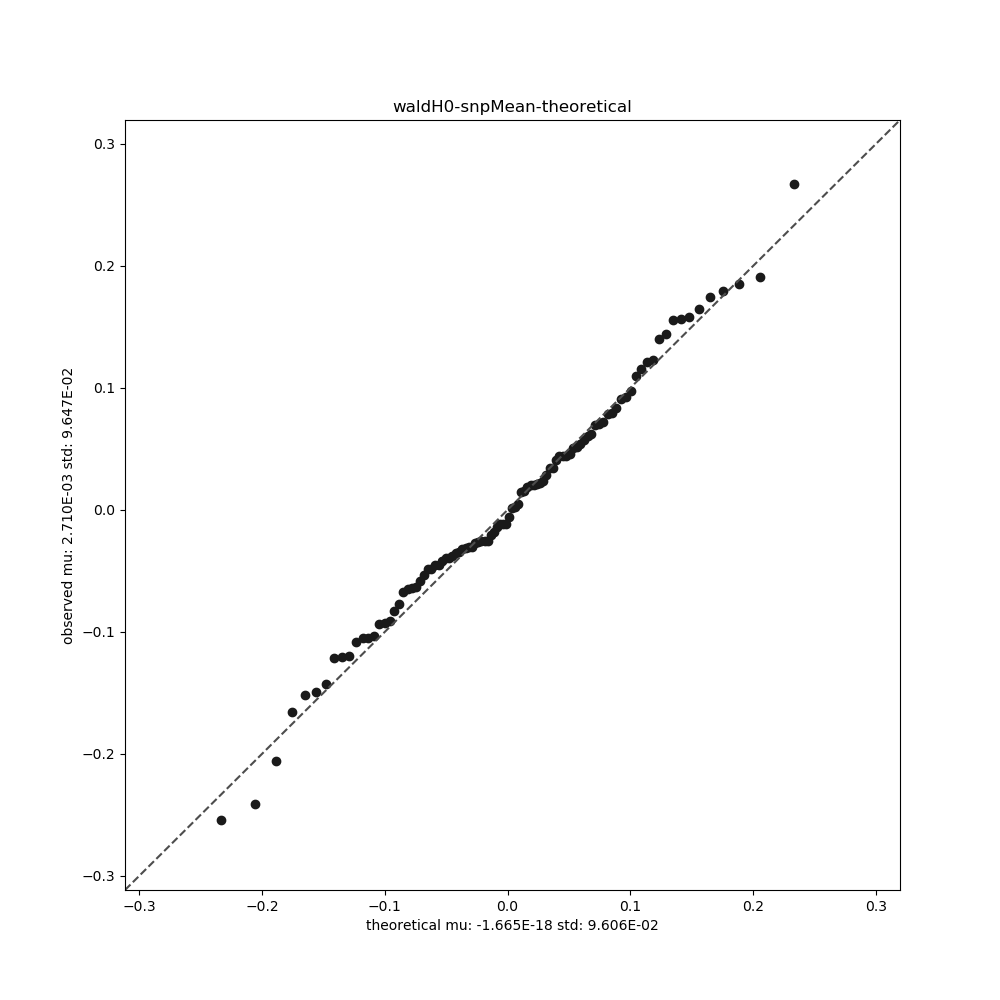 waldH0-snpMean-theoretical
0.3
0.2
0.1
0.0
−0.1
−0.2
−0.3
observed mu: 2.710E-03 std: 9.647E-02
−0.3 −0.2 −0.1 0.0 0.1 0.2 0.3
theoretical mu: -1.665E-18 std: 9.606E-02